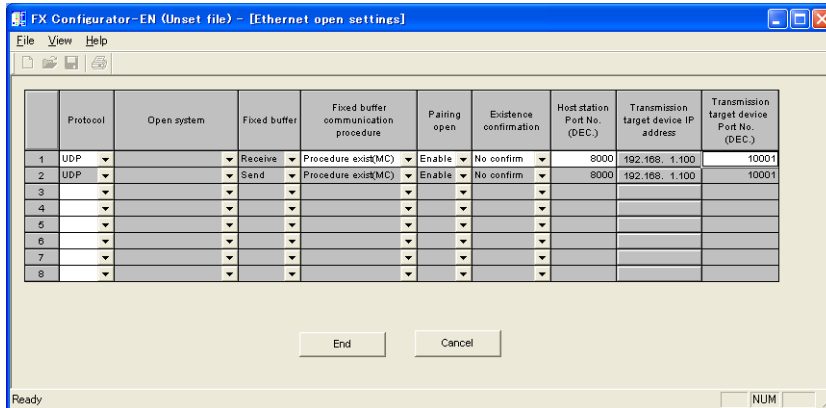 FX Configurator-EN (Unset file) - [Ethernet open settings]
File View Help
Protocol Open system Fixed buffer Fixed buffer communication procedure Pairing open Existence confirmation Host station Port No. (DEC.) Transmission target device IP address Transmission target device Port No. (DEC.)
1 UDP Receive Procedure exist(MC) Enable No confirm 8000 192.168. 1.100 10001
2 UDP Send Procedure exist(MC) Enable No confirm 8000 192.168. 1.100 10001
3
4
5
6
7
8
End Cancel
Ready NUM